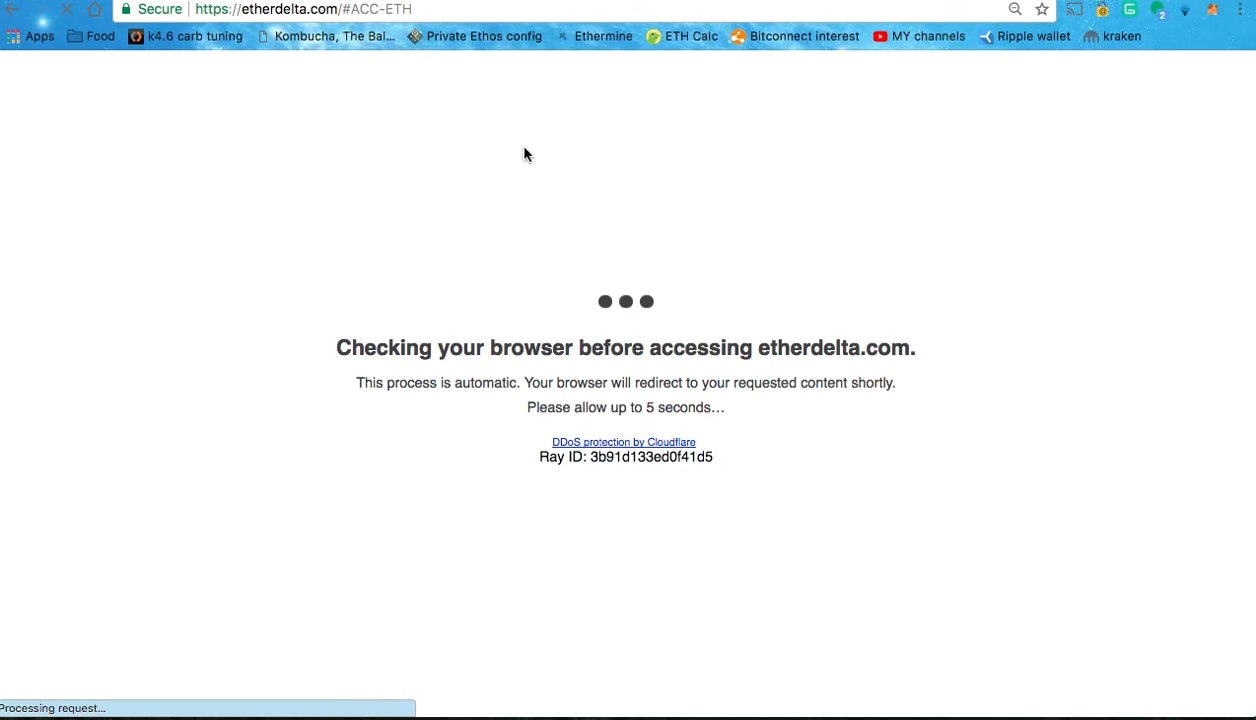 Secure https://etherdelta.com/#ACC-ETH
2
Apps Food k4.6 carb tuning Kombucha, The Bal... Private Ethos config Ethermine ETH Calc Bitconnect interest MY channels Ripple wallet kraken
Checking your browser before accessing etherdelta.com.
This process is automatic. Your browser will redirect to your requested content shortly.
Please allow up to 5 seconds…
DDoS protection by Cloudflare
Ray ID: 3b91d133ed0f41d5
Processing request...